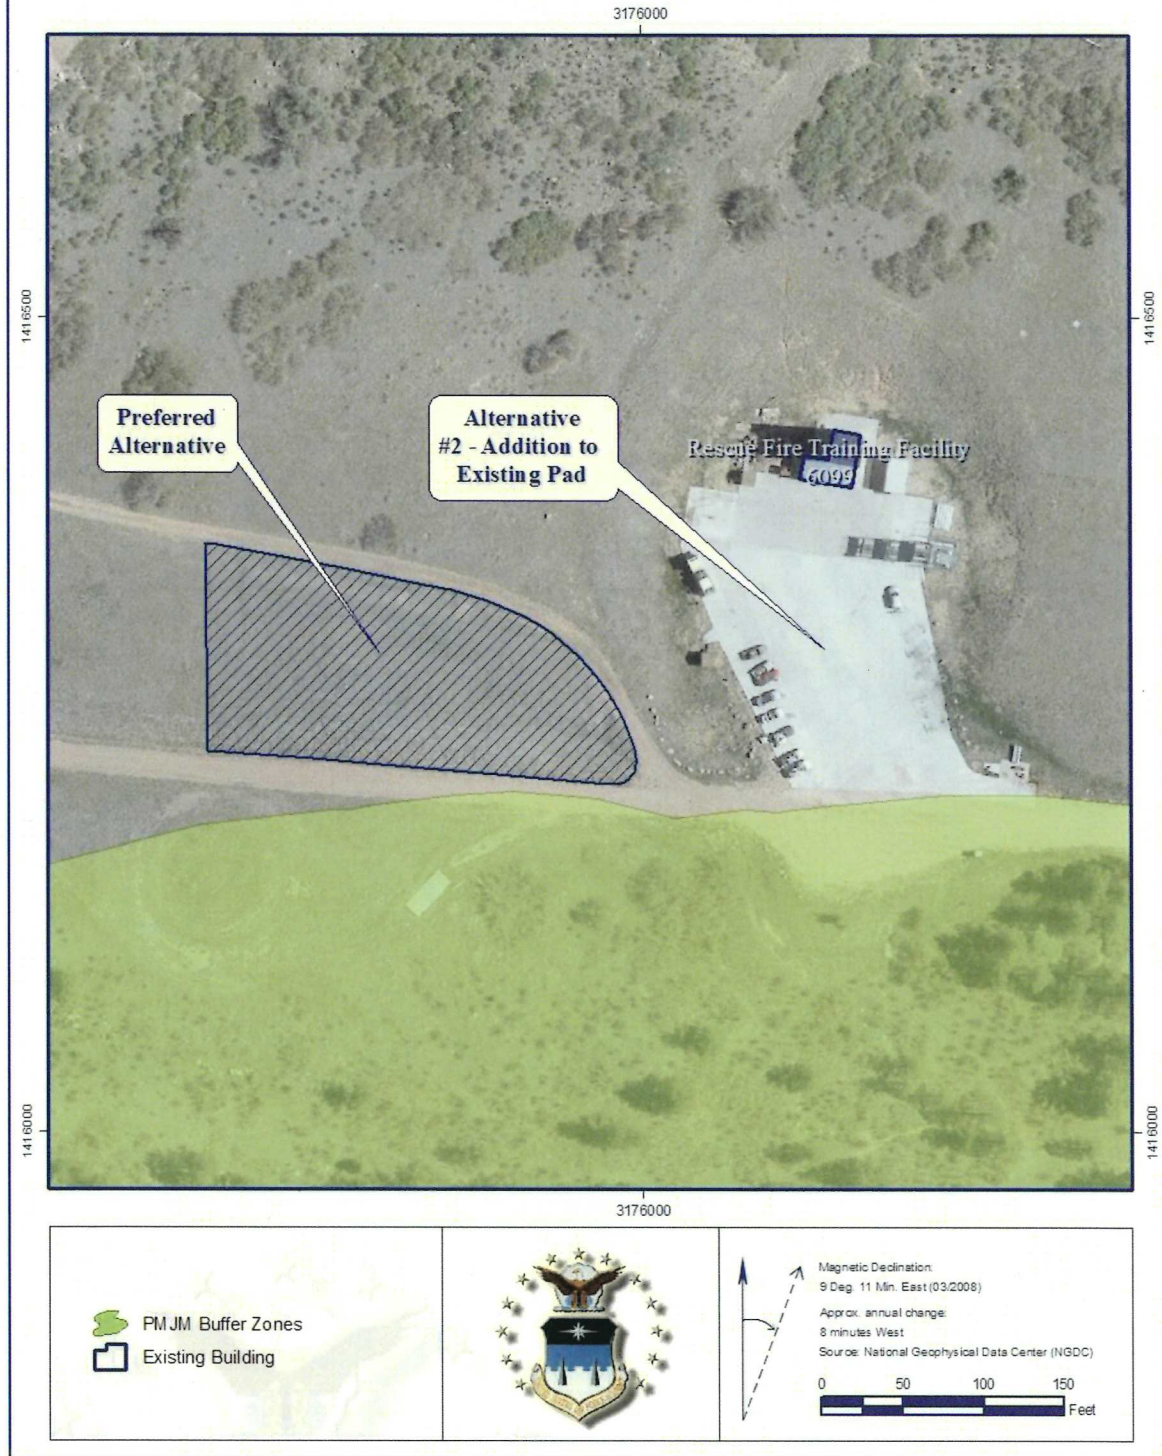 3176000
1416500
1416500
Preferred
Alternative
Alternative
#2 - Addition to
Existing Pad
Rescue Fire Training Facility
6099
1416000
1416000
3176000
PMJM Buffer Zones
Existing Building
Magnetic Declination:
9 Deg. 11 Min. East (03/2008)
Approx. annual change:
8 minutes West
Source: National Geophysical Data Center (NGDC)
0 50 100 150
Feet